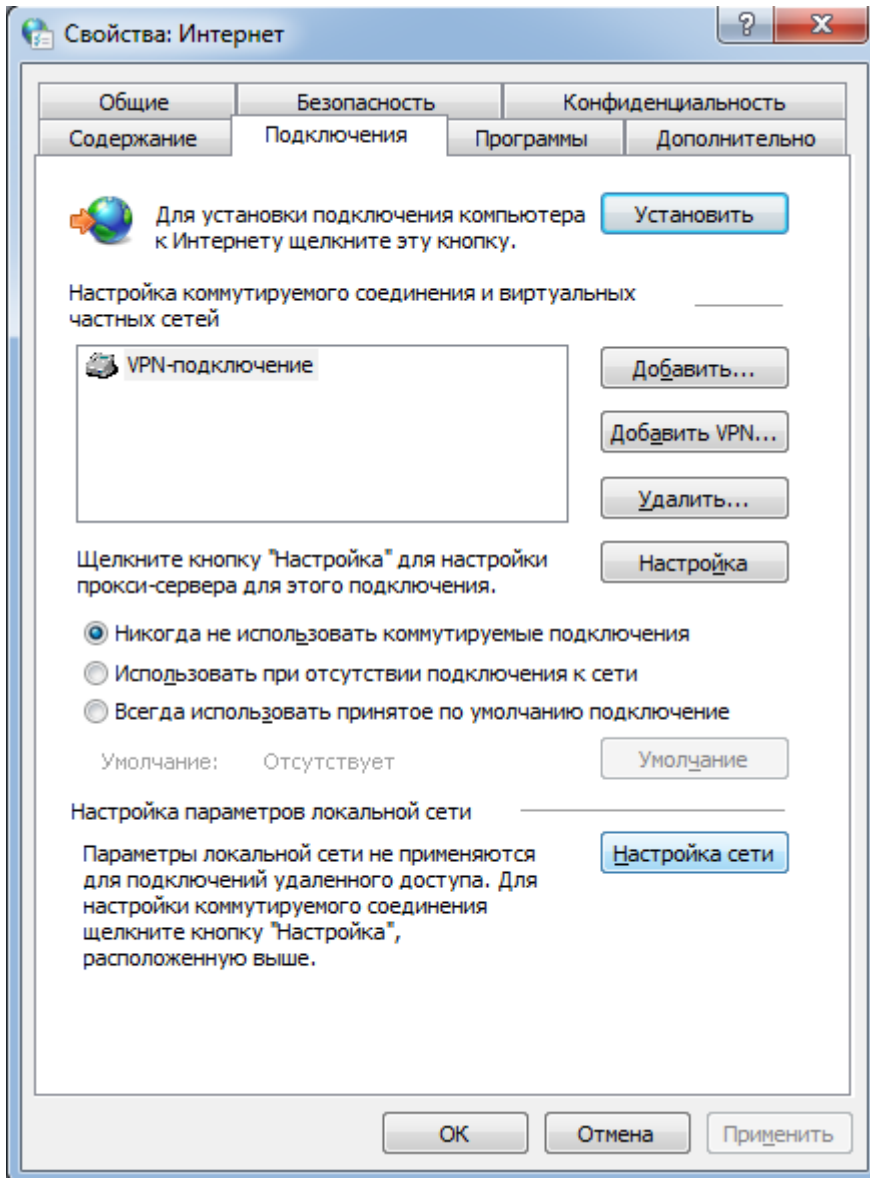 Свойства: Интернет
Общие
Безопасность
Конфиденциальность
Содержание
Подключения
Программы
Дополнительно
Для установки подключения компьютера
к Интернету щелкните эту кнопку.
Установить
Настройка коммутируемого соединения и виртуальных
частных сетей
VPN-подключение
Добавить...
Добавить VPN...
Удалить...
Щелкните кнопку "Настройка" для настройки
прокси-сервера для этого подключения.
Настройка
Никогда не использовать коммутируемые подключения
Использовать при отсутствии подключения к сети
Всегда использовать принятое по умолчанию подключение
Умолчание:
Отсутствует
Умолчание
Настройка параметров локальной сети
Параметры локальной сети не применяются
для подключений удаленного доступа. Для
настройки коммутируемого соединения
щелкните кнопку "Настройка",
расположенную выше.
Настройка сети
ОК
Отмена
Применить